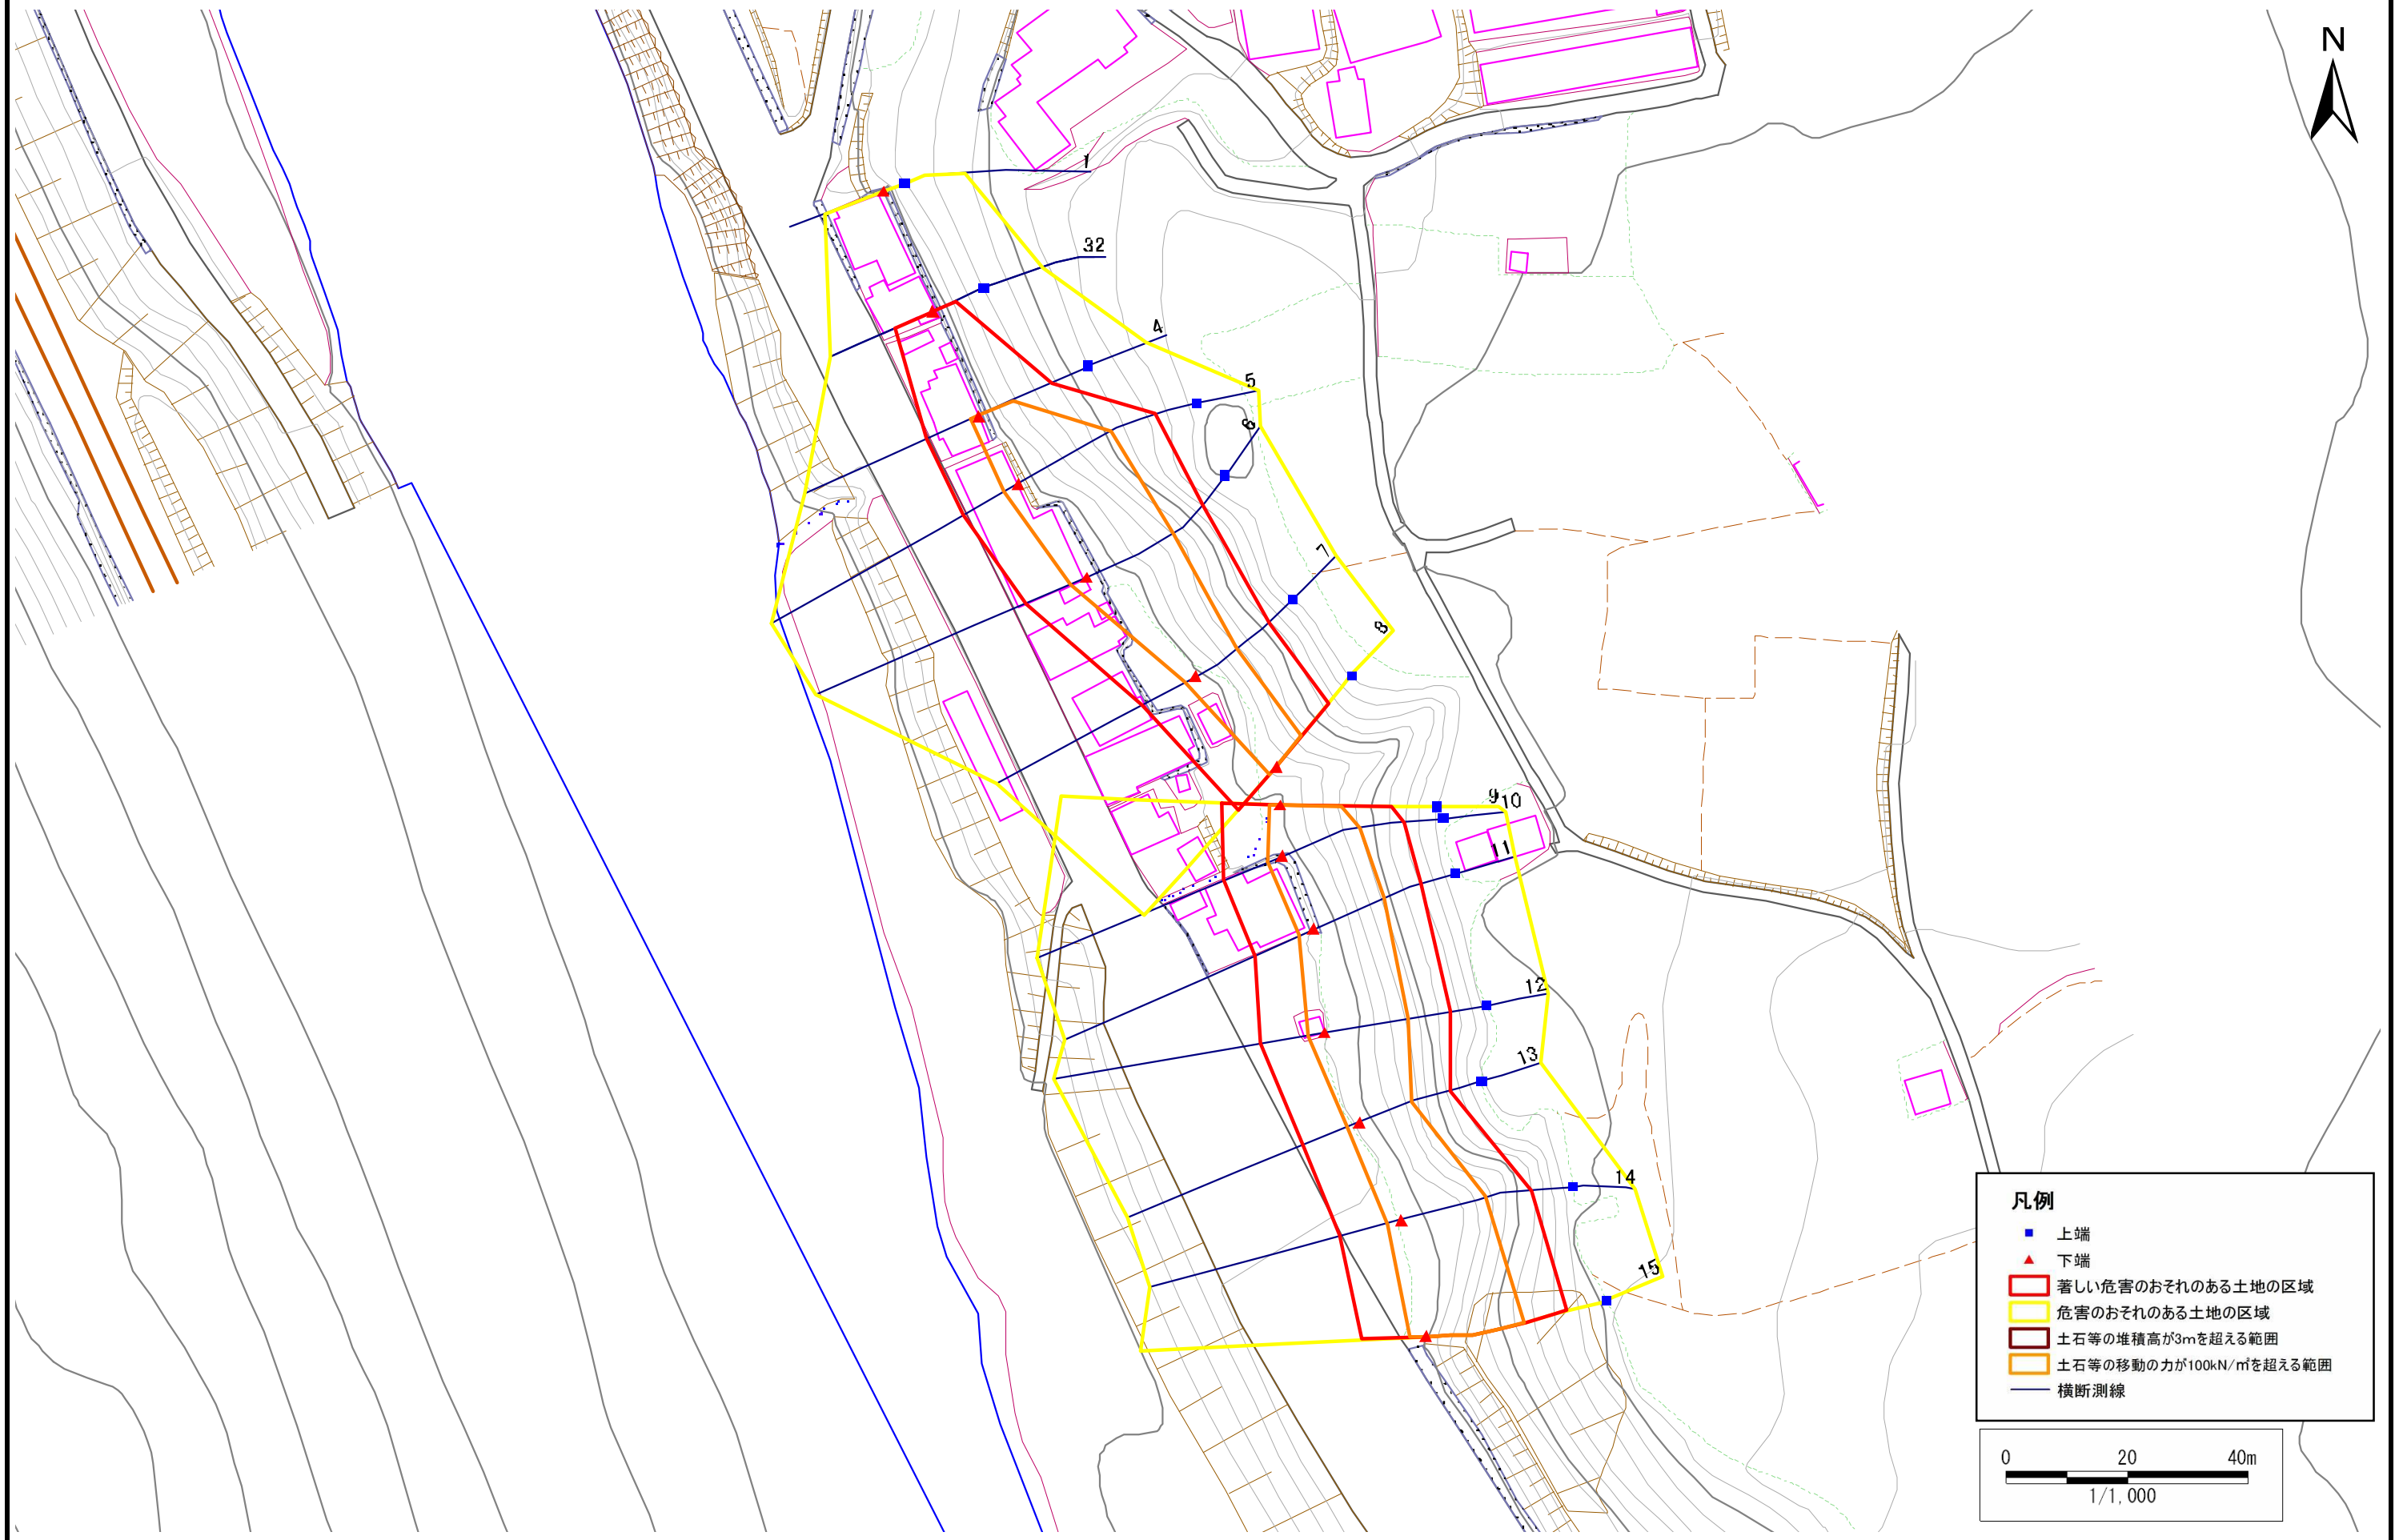 N
1
32
4
5
6
7
8
9
10
11
12
13
14
15
凡例
上端
下端
著しい危害のおそれのある土地の区域
危害のおそれのある土地の区域
土石等の堆積高が3mを超える範囲
土石等の移動の力が100kN/㎡を超える範囲
横断測線
0 20 40m
1/1,000